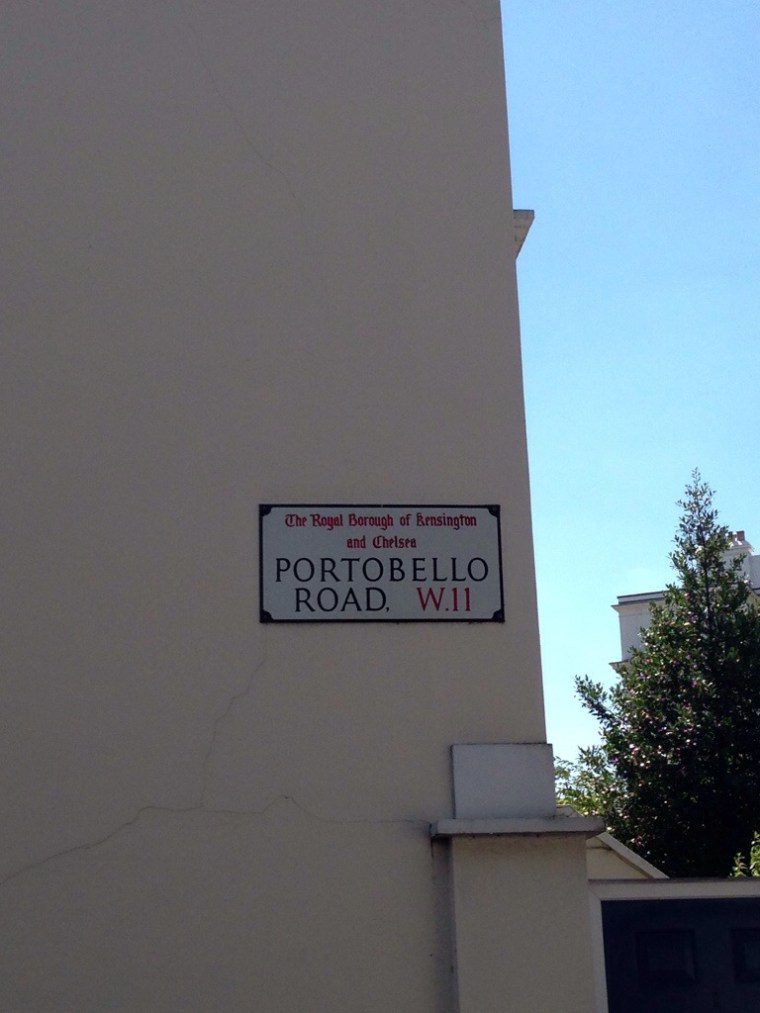 The Royal Borough of Kensington
and Chelsea
PORTOBELLO
ROAD, W.11